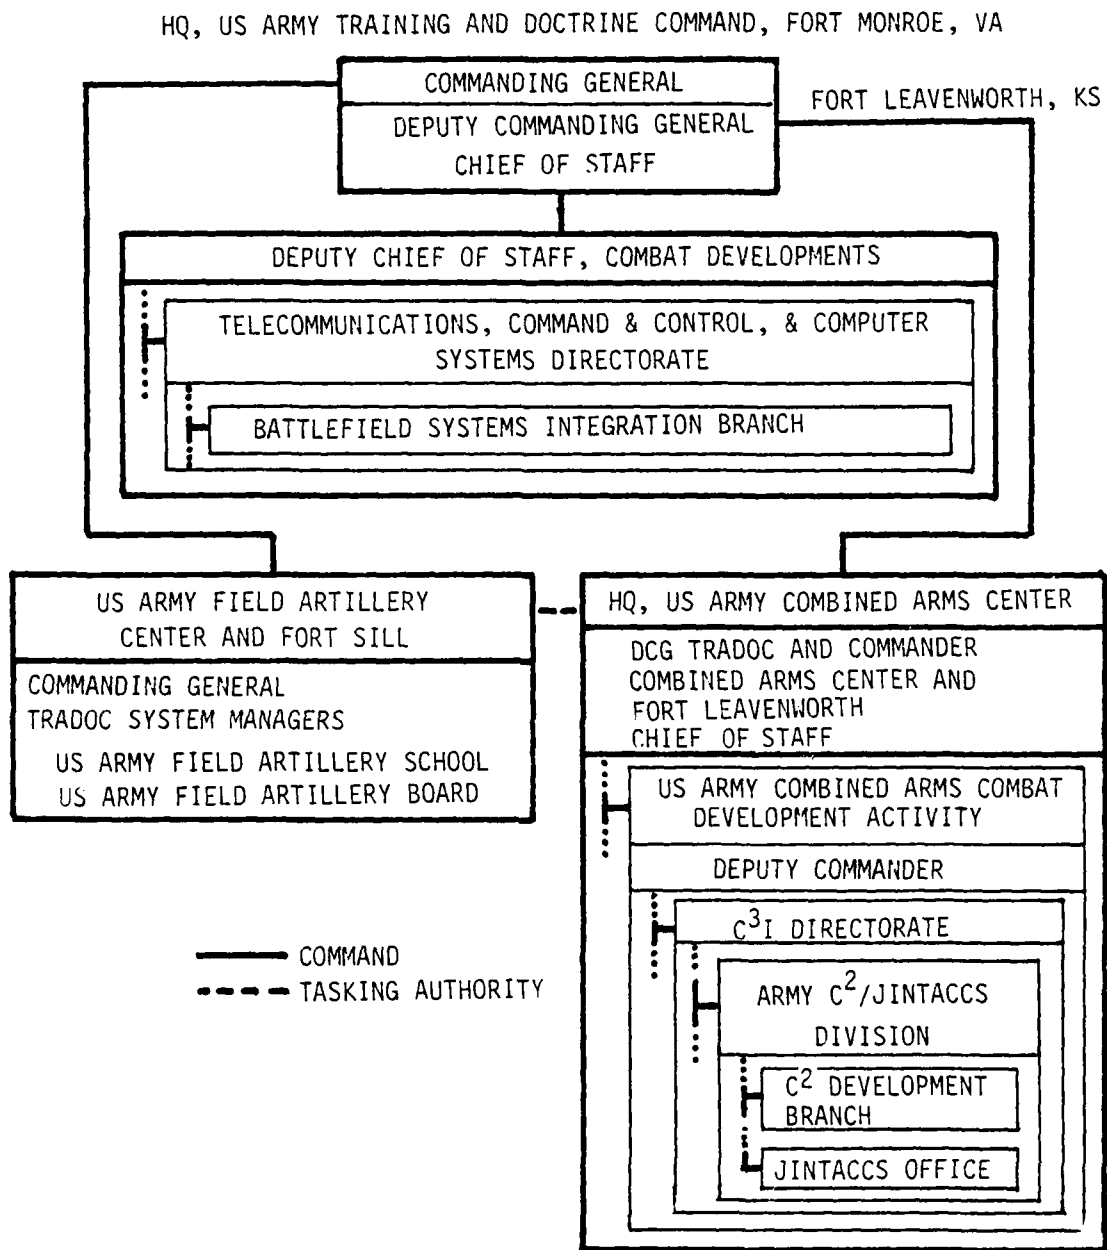 HQ, US ARMY TRAINING AND DOCTRINE COMMAND, FORT MONROE, VA
COMMANDING GENERAL
FORT LEAVENWORTH, KS
DEPUTY COMMANDING GENERAL
CHIEF OF STAFF
DEPUTY CHIEF OF STAFF, COMBAT DEVELOPMENTS
TELECOMMUNICATIONS, COMMAND & CONTROL, & COMPUTER
SYSTEMS DIRECTORATE
BATTLEFIELD SYSTEMS INTEGRATION BRANCH
US ARMY FIELD ARTILLERY
CENTER AND FORT SILL
COMMANDING GENERAL
TRADOC SYSTEM MANAGERS
US ARMY FIELD ARTILLERY SCHOOL
US ARMY FIELD ARTILLERY BOARD
HQ, US ARMY COMBINED ARMS CENTER
DCG TRADOC AND COMMANDER
COMBINED ARMS CENTER AND
FORT LEAVENWORTH
CHIEF OF STAFF
US ARMY COMBINED ARMS COMBAT
DEVELOPMENT ACTIVITY
DEPUTY COMMANDER
C³I DIRECTORATE
ARMY C²/JINTACCS
DIVISION
C² DEVELOPMENT
BRANCH
JINTACCS OFFICE
COMMAND
TASKING AUTHORITY